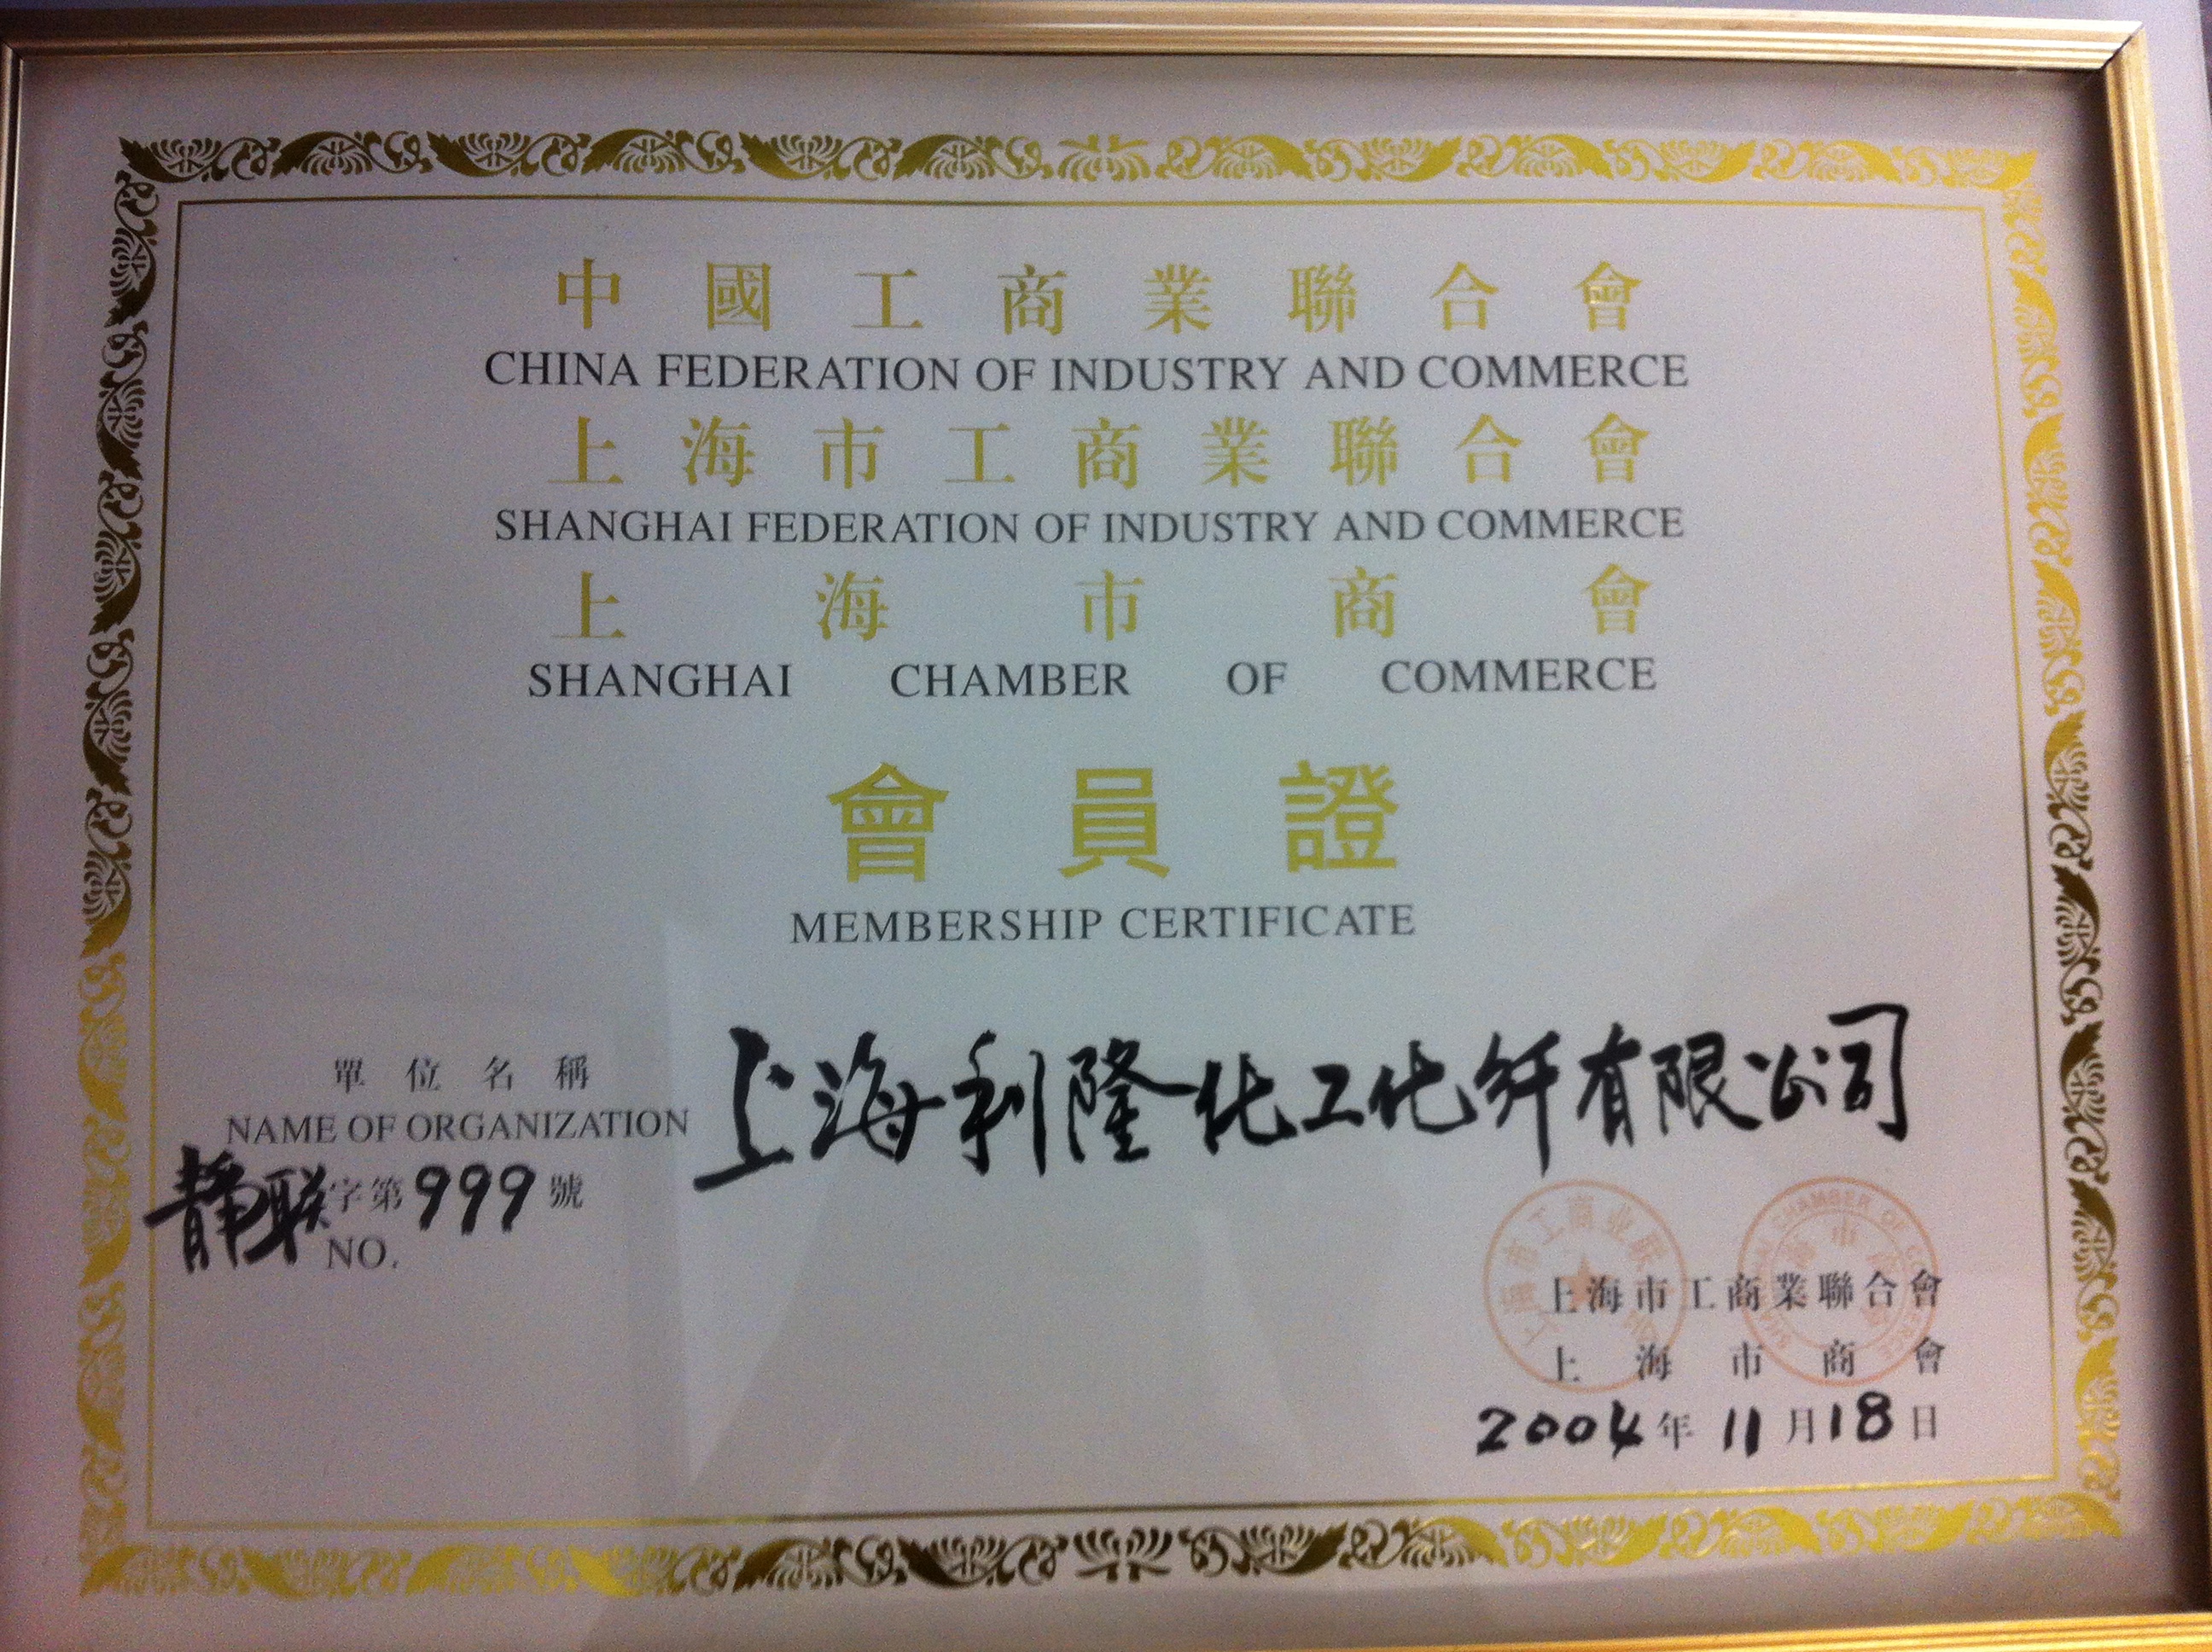 中國工商業聯合會
CHINA FEDERATION OF INDUSTRY AND COMMERCE
上海市工商業聯合會
SHANGHAI FEDERATION OF INDUSTRY AND COMMERCE
上海市商會
SHANGHAI CHAMBER OF COMMERCE
會員證
MEMBERSHIP CERTIFICATE
單位名稱 上海利隆化工化纤有限公司
NAME OF ORGANIZATION
靜联字第999號
NO.
上海市工商業聯合會
上海市商會
2004年11月18日